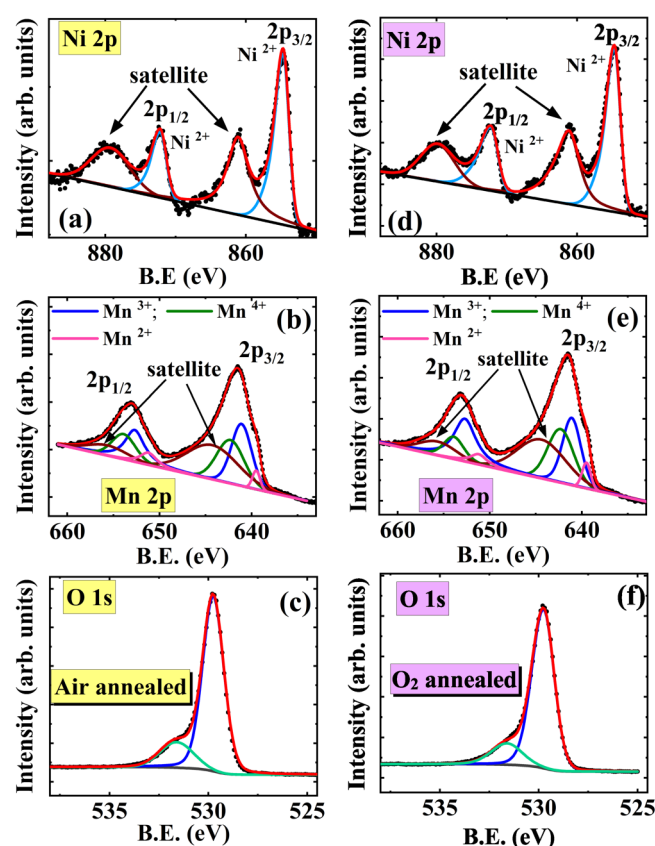 Intensity (arb. units)
Ni 2p
2p3/2
Ni 2+
satellite
2p1/2
Ni 2+
(a)
880
860
B.E (eV)
Intensity (arb. units)
Ni 2p
2p3/2
Ni 2+
satellite
2p1/2
Ni 2+
(d)
880
860
B.E (eV)
Intensity (arb. units)
Mn 3+;
Mn 4+
Mn 2+
(b)
2p3/2
satellite
2p1/2
Mn 2p
660
650
640
B.E. (eV)
Intensity (arb. units)
Mn 3+;
Mn 4+
Mn 2+
(e)
2p3/2
satellite
2p1/2
Mn 2p
660
650
640
B.E. (eV)
Intensity (arb. units)
O 1s
(c)
Air annealed
535
530
525
B.E. (eV)
Intensity (arb. units)
O 1s
(f)
O2 annealed
535
530
525
B.E. (eV)